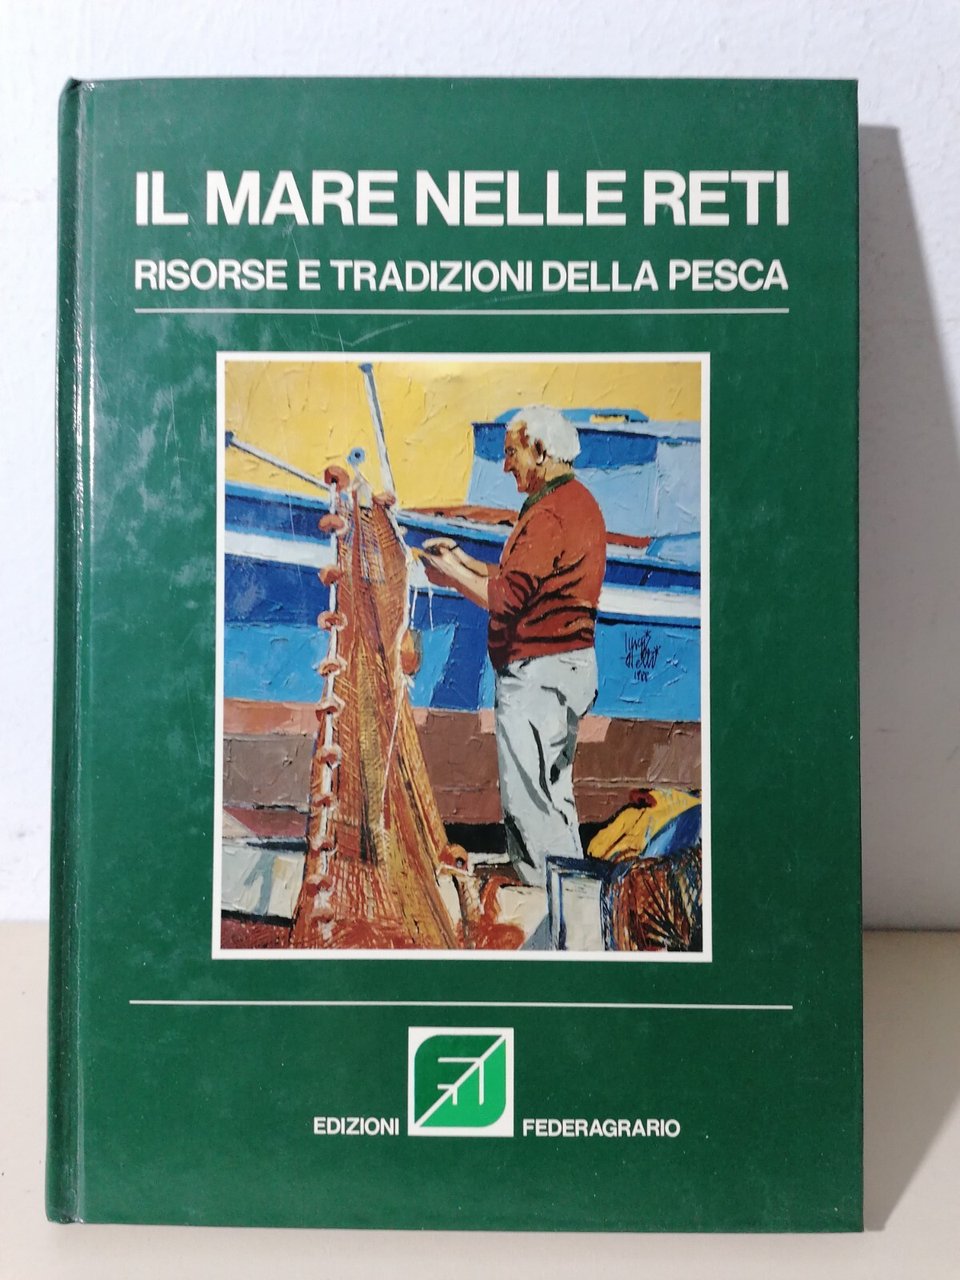 IL MARE NELLE RETI
RISORSE E TRADIZIONI DELLA PESCA
EDIZIONI FEDERAGRARIO